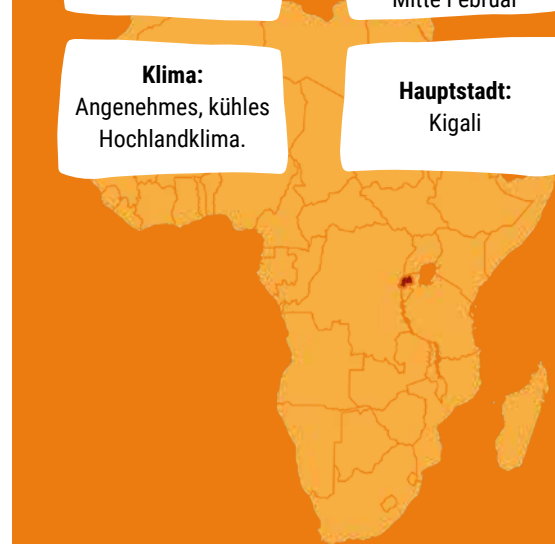 Mitte Februar
Klima:
Angenehmes, kühles
Hochlandklima.
Hauptstadt:
Kigali